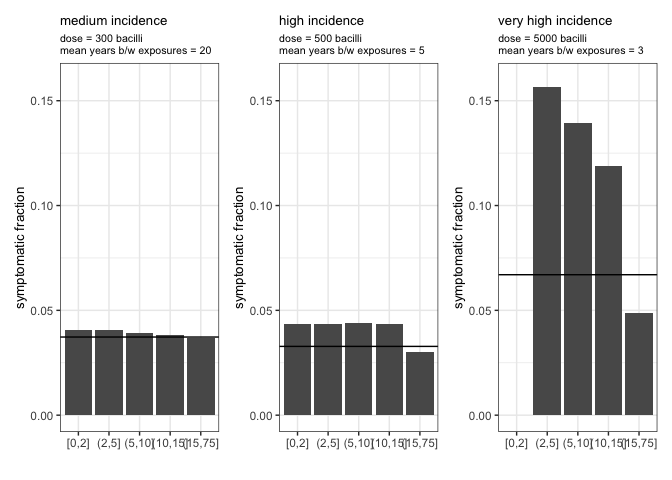 medium incidence
dose = 300 bacilli
mean years b/w exposures = 20
symptomatic fraction
0.15
0.10
0.05
0.00
[0,2]
(2,5]
(5,10]
(10,15]
(15,75]
high incidence
dose = 500 bacilli
mean years b/w exposures = 5
symptomatic fraction
0.15
0.10
0.05
0.00
[0,2]
(2,5]
(5,10]
(10,15]
(15,75]
very high incidence
dose = 5000 bacilli
mean years b/w exposures = 3
symptomatic fraction
0.15
0.10
0.05
0.00
[0,2]
(2,5]
(5,10]
(10,15]
(15,75]